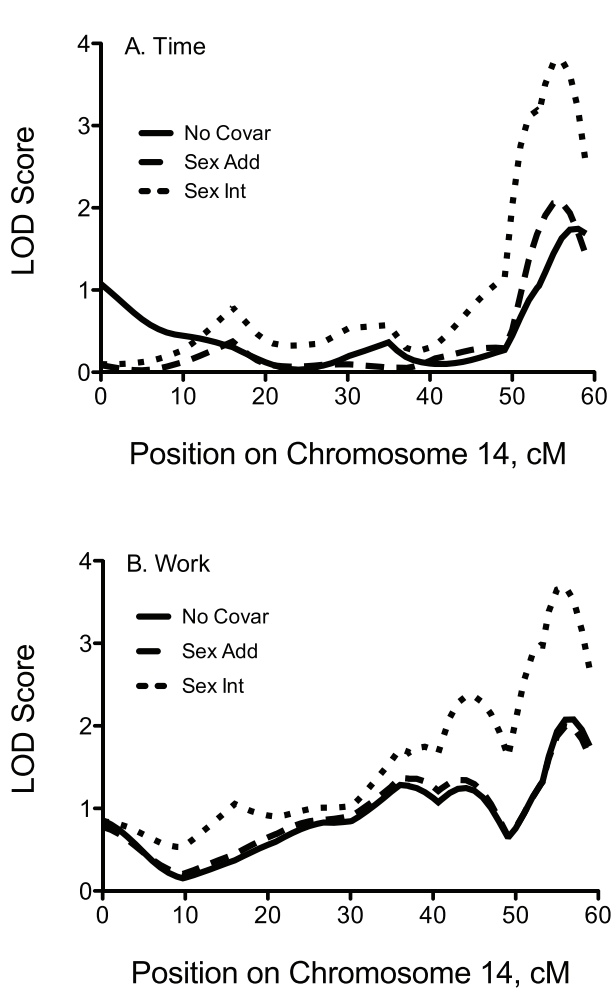 A. Time
4
3
2
1
0
LOD Score
No Covar
Sex Add
Sex Int
0 10 20 30 40 50 60
Position on Chromosome 14, cM
B. Work
4
3
2
1
0
LOD Score
No Covar
Sex Add
Sex Int
0 10 20 30 40 50 60
Position on Chromosome 14, cM